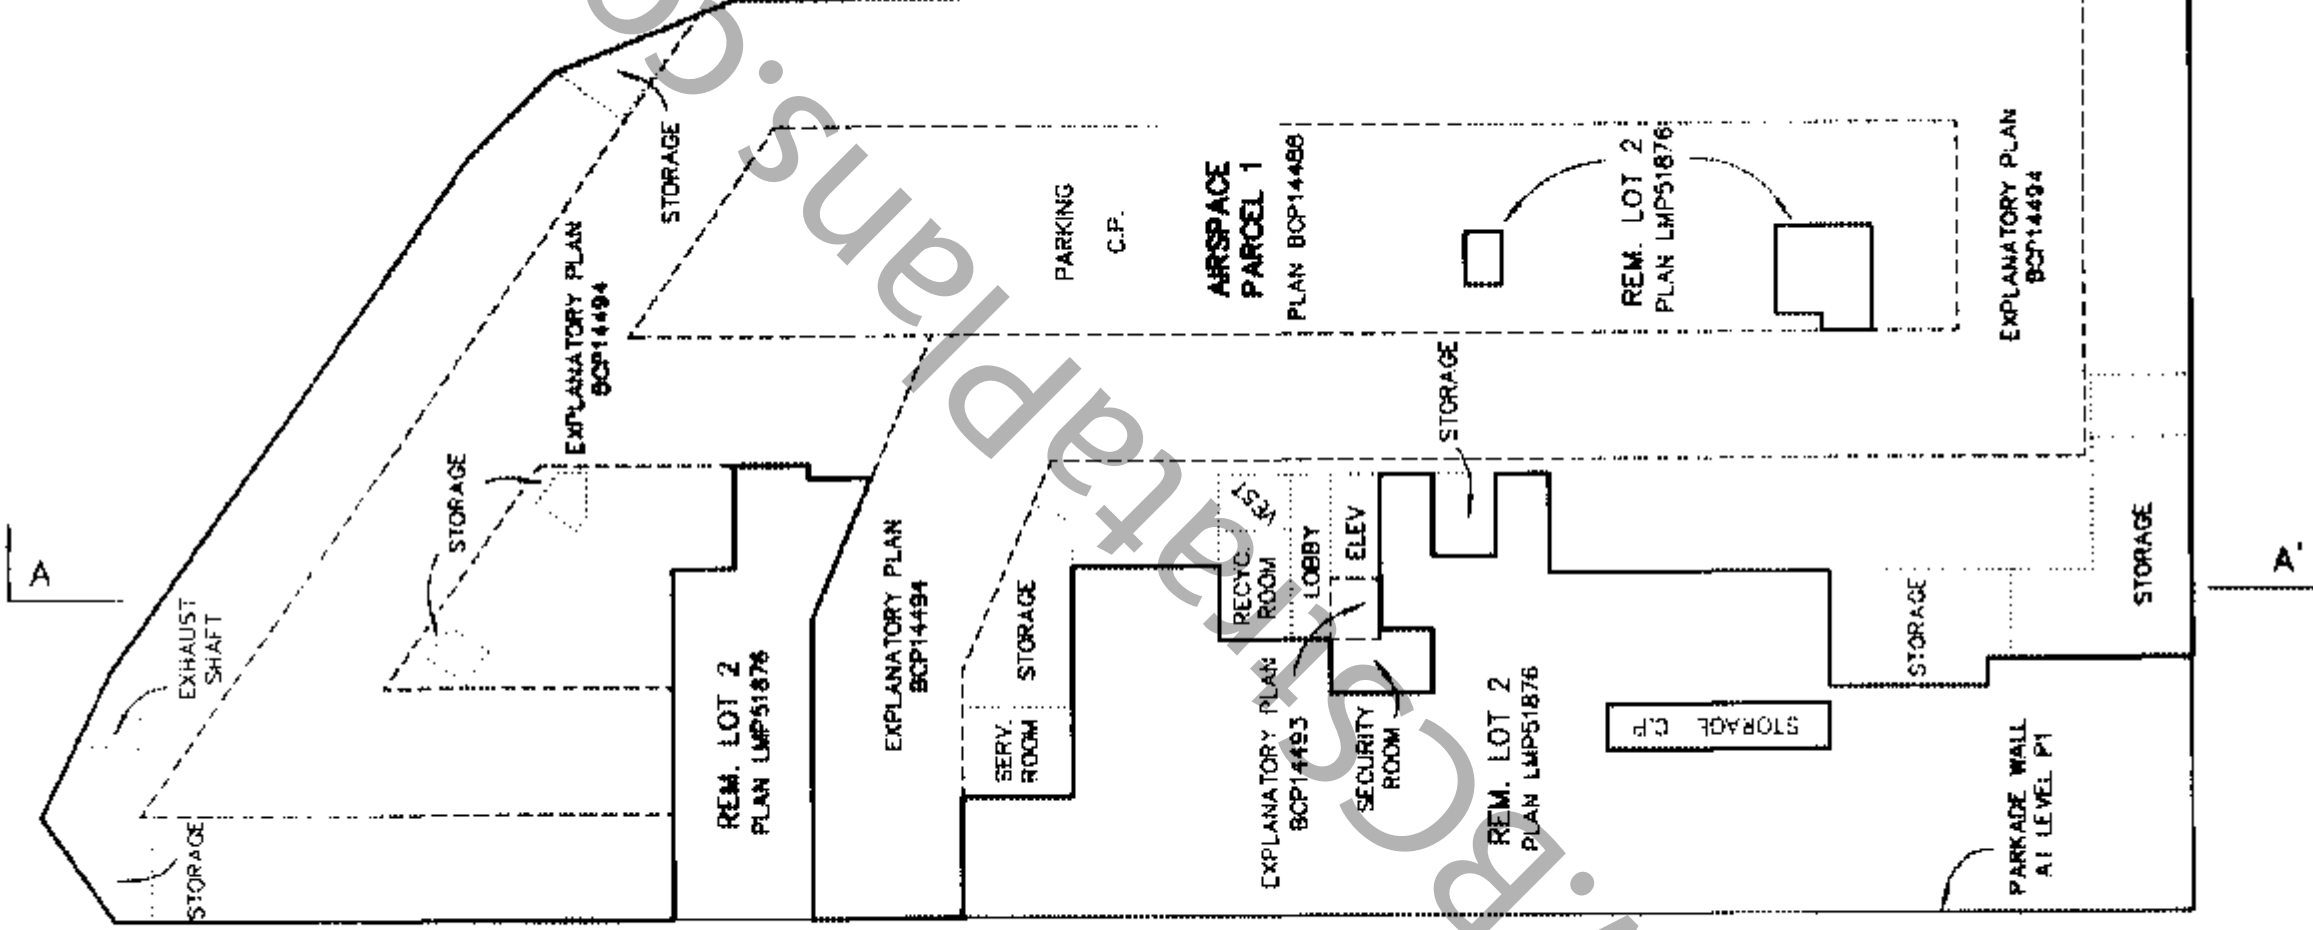 STORAGE
EXPLANATORY PLAN
BCP14494
STORAGE
PARKING
C.P.
AIRSPACE
PARCEL 1
PLAN BCP14488
REM. LOT 2
PLAN LMP51876
EXPLANATORY PLAN
BCP14494
STORAGE
A
EXHAUST
SHAFT
STORAGE
REM. LOT 2
PLAN LMP51876
EXPLANATORY PLAN
BCP14494
STORAGE
SERV.
ROOM
RECYC.
ROOM
LOBBY
ELEV
EXPLANATORY PLAN
BCP14493
SECURITY
ROOM
REM. LOT 2
PLAN LMP51876
STORAGE C.P.
STORAGE
STORAGE
PARKADE WALL
AT LEVEL P1
A'
BCStrataPlans.co